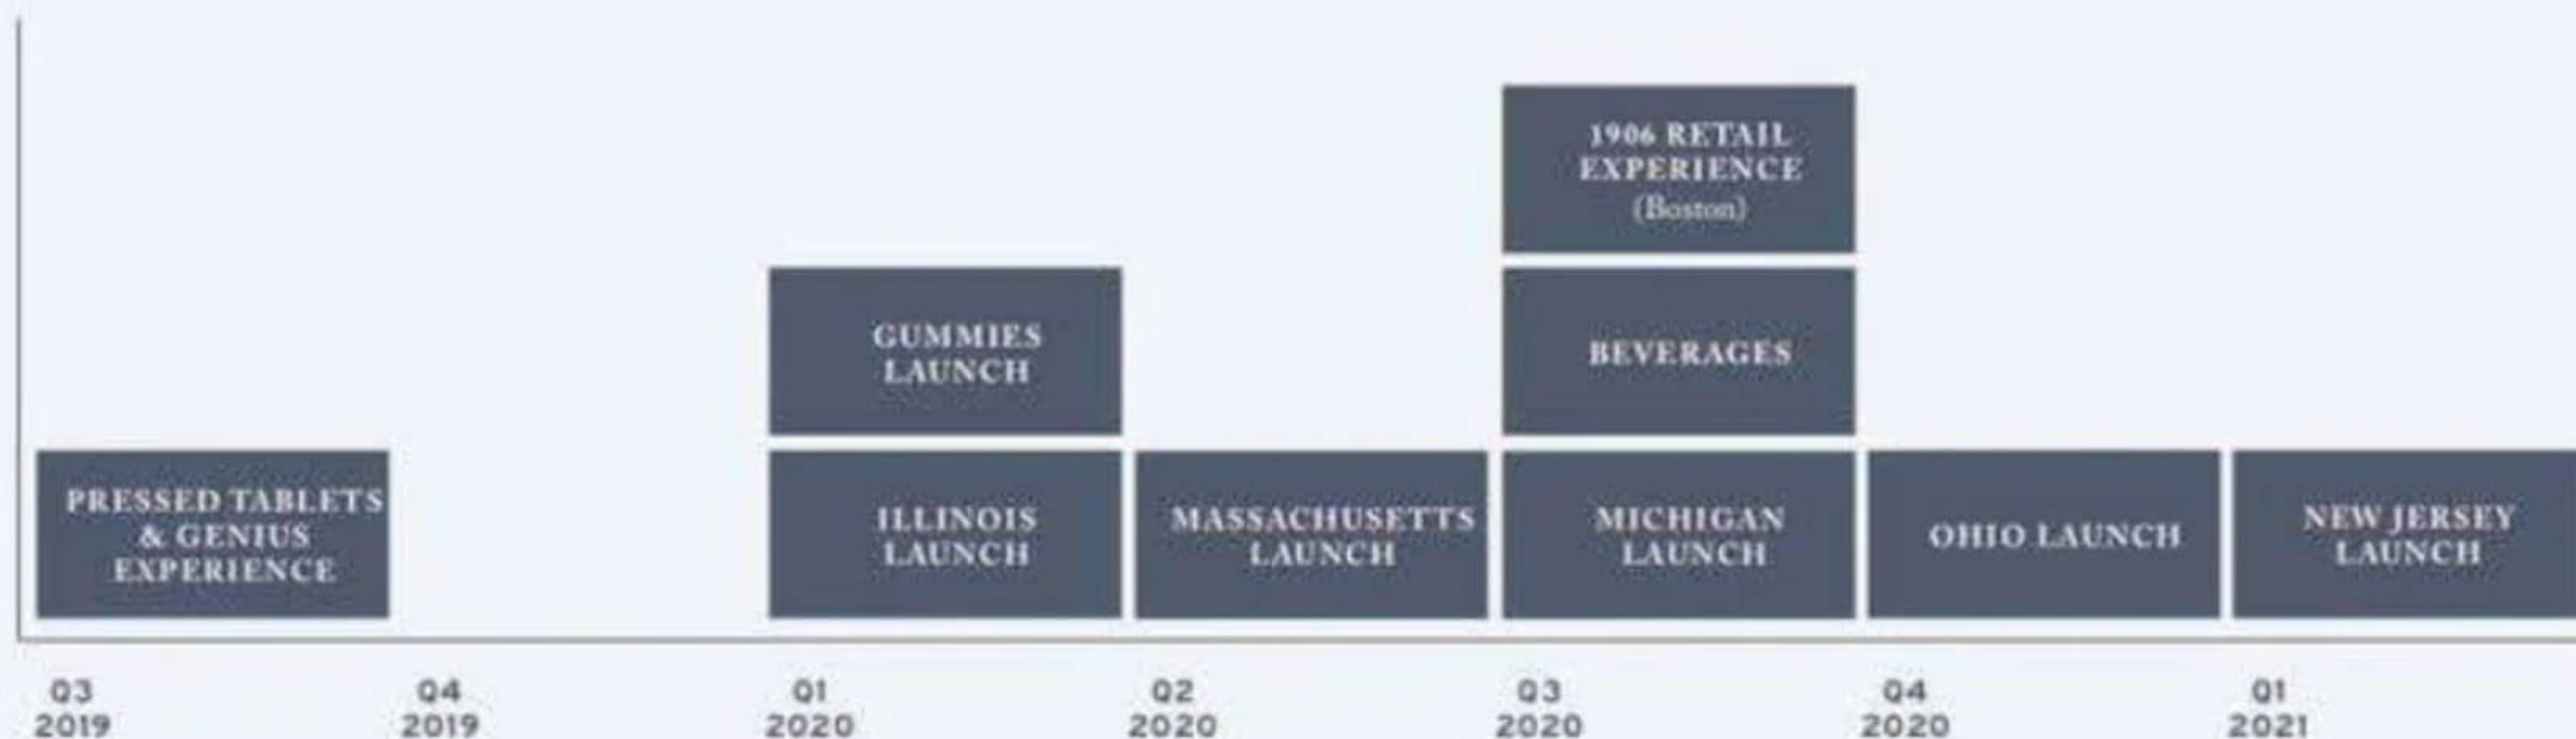 1906 RETAIL
EXPERIENCE
(Boston)
GUMMIES
LAUNCH
BEVERAGES
PRESSED TABLETS
& GENIUS
EXPERIENCE
ILLINOIS
LAUNCH
MASSACHUSETTS
LAUNCH
MICHIGAN
LAUNCH
OHIO LAUNCH
NEW JERSEY
LAUNCH
Q3
2019
Q4
2019
Q1
2020
Q2
2020
Q3
2020
Q4
2020
Q1
2021